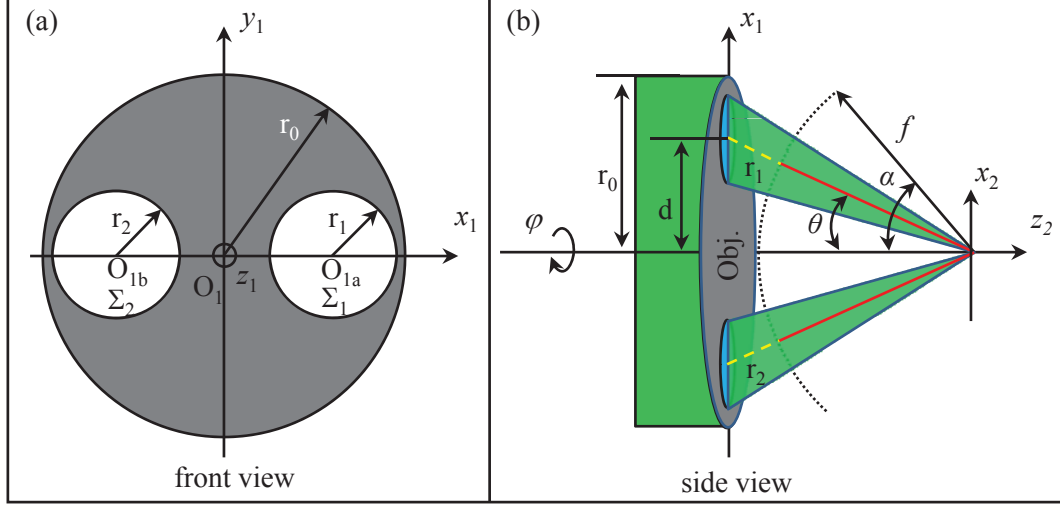 (a)
y₁
r₀
r₂
r₁
x₁
O₁b
O₁
z₁
O₁a
Σ₂
Σ₁
front view
(b)
x₁
f
r₀
r₁
α
x₂
d
θ
φ
z₂
Obj.
r₂
side view